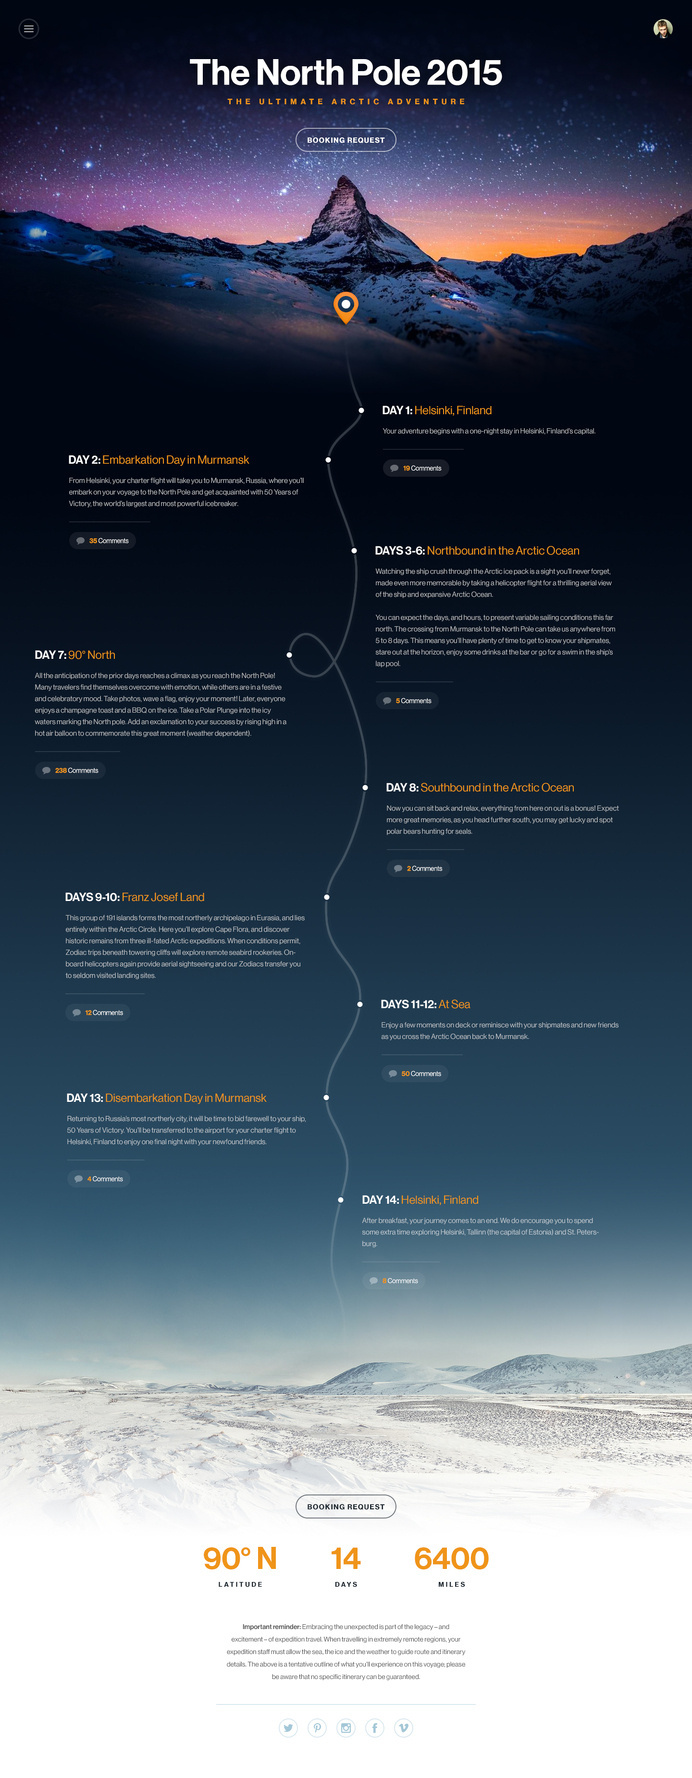 The North Pole 2015
THE ULTIMATE ARCTIC ADVENTURE
BOOKING REQUEST
DAY 1: Helsinki, Finland
Your adventure begins with a one-night stay in Helsinki, Finland's capital.
19 Comments
DAY 2: Embarkation Day in Murmansk
From Helsinki, your charter flight will take you to Murmansk, Russia, where you'll
embark on your voyage to the North Pole and get acquainted with 50 Years of
Victory, the world's largest and most powerful icebreaker.
35 Comments
DAYS 3-6: Northbound in the Arctic Ocean
Watching the ship crush through the Arctic ice pack is a sight you'll never forget,
made even more memorable by taking a helicopter flight for a thrilling aerial view
of the ship and expansive Arctic Ocean.
You can expect the days, and hours, to present variable sailing conditions this far
north. The crossing from Murmansk to the North Pole can take us anywhere from
5 to 8 days. This means you'll have plenty of time to get to know your shipmates,
stare out at the horizon, enjoy some drinks at the bar or go for a swim in the ship's
lap pool.
5 Comments
DAY 7: 90° North
All the anticipation of the prior days reaches a climax as you reach the North Pole!
Many travelers find themselves overcome with emotion, while others are in a festive
and celebratory mood. Take photos, wave a flag, enjoy your moment! Later, everyone
enjoys a champagne toast and a BBQ on the ice. Take a Polar Plunge into the icy
waters marking the North pole. Add an exclamation to your success by rising high in a
hot air balloon to commemorate this great moment (weather dependent).
238 Comments
DAY 8: Southbound in the Arctic Ocean
Now you can sit back and relax, everything from here on out is a bonus! Expect
more great memories, as you head further south, you may get lucky and spot
polar bears hunting for seals.
2 Comments
DAYS 9-10: Franz Josef Land
This group of 191 islands forms the most northerly archipelago in Eurasia, and lies
entirely within the Arctic Circle. Here you'll explore Cape Flora, and discover
historic remains from three ill-fated Arctic expeditions. When conditions permit,
Zodiac trips beneath towering cliffs will explore remote seabird rookeries. On-
board helicopters again provide aerial sightseeing and our Zodiacs transfer you
to seldom visited landing sites.
12 Comments
DAYS 11-12: At Sea
Enjoy a few moments on deck or reminisce with your shipmates and new friends
as you cross the Arctic Ocean back to Murmansk.
50 Comments
DAY 13: Disembarkation Day in Murmansk
Returning to Russia's most northerly city, it will be time to bid farewell to your ship,
50 Years of Victory. You'll be transferred to the airport for your charter flight to
Helsinki, Finland to enjoy one final night with your newfound friends.
4 Comments
DAY 14: Helsinki, Finland
After breakfast, your journey comes to an end. We do encourage you to spend
some extra time exploring Helsinki, Tallinn (the capital of Estonia) and St. Peters-
burg.
5 Comments
BOOKING REQUEST
90° N 14 6400
LATITUDE DAYS MILES
Important reminder: Embracing the unexpected is part of the legacy – and
excitement – of expedition travel. When travelling in extremely remote regions, your
expedition staff must allow the sea, the ice and the weather to guide route and itinerary
details. The above is a tentative outline of what you'll experience on this voyage; please
be aware that no specific itinerary can be guaranteed.